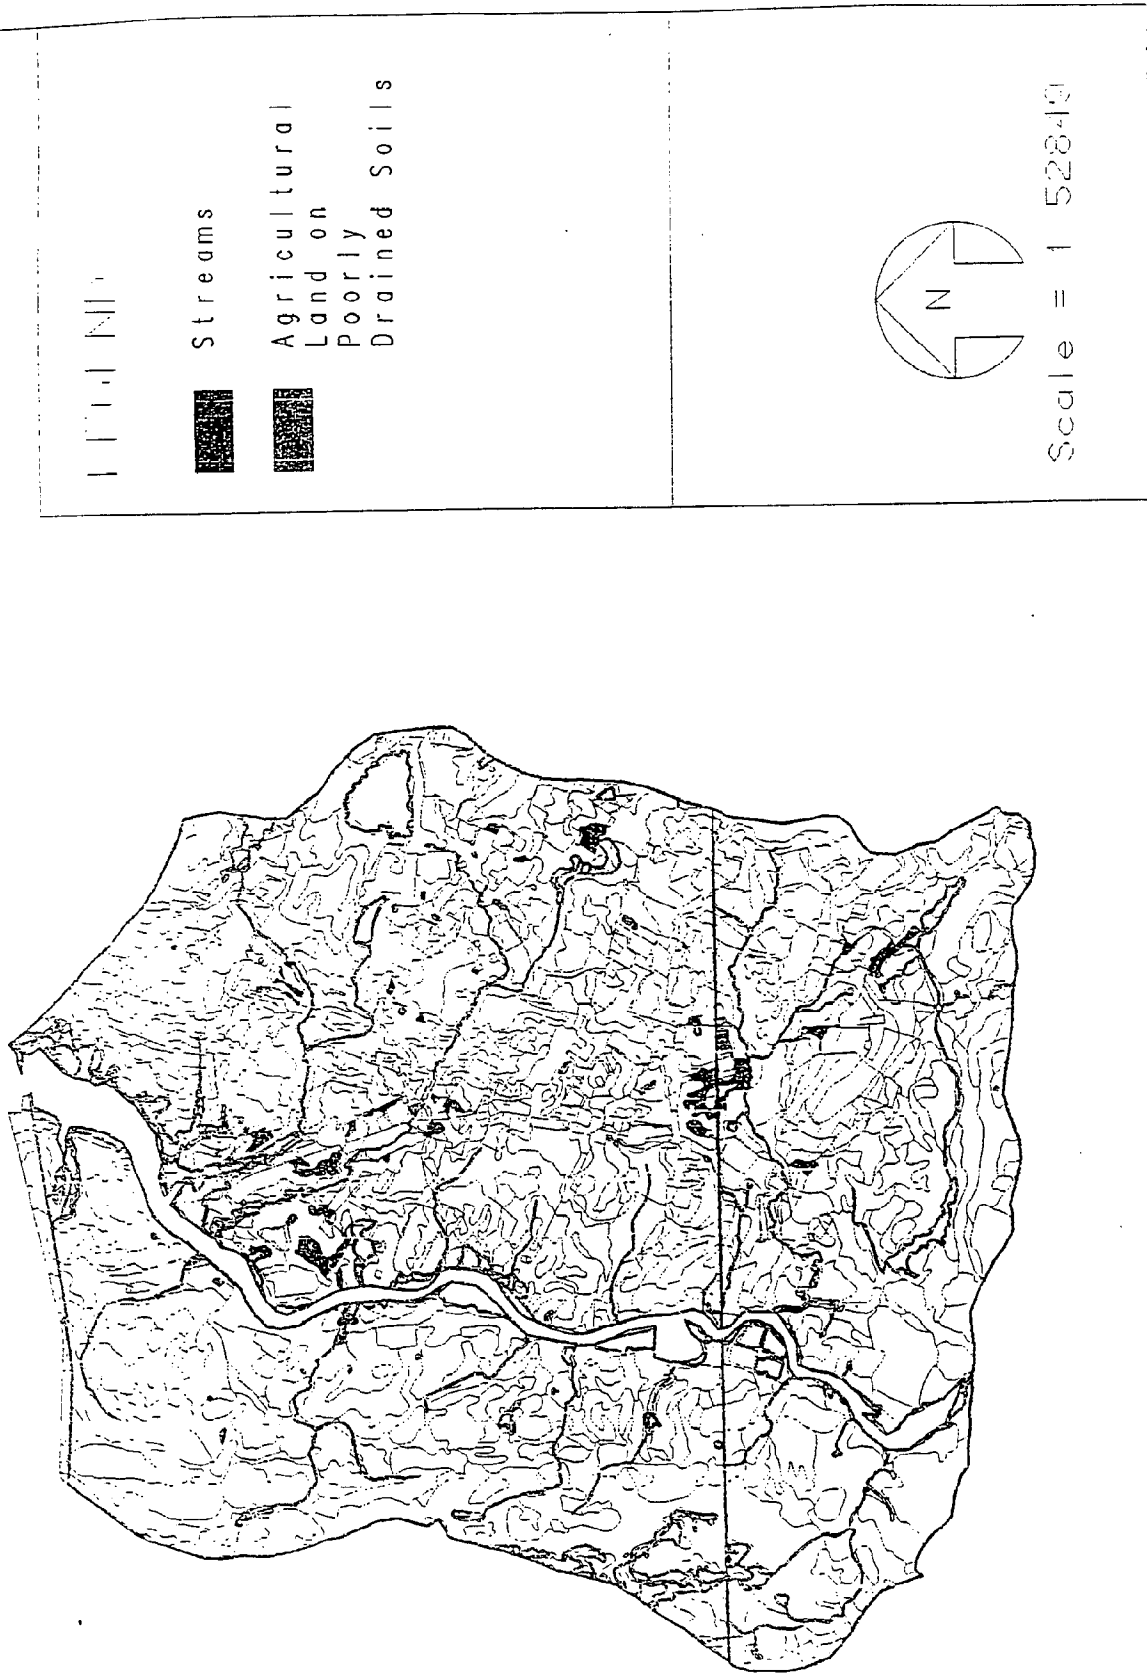 Streams
Agricultural
Land on
Poorly
Drained Soils
N
Scale = 1 52849